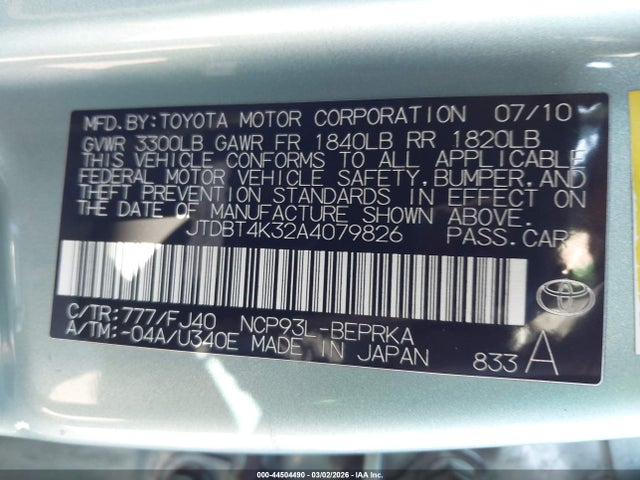 MFD.BY:TOYOTA MOTOR CORPORATION 07/10
GVWR 3300LB GAWR FR 1840LB RR 1820LB
THIS VEHICLE CONFORMS TO ALL APPLICABLE
FEDERAL MOTOR VEHICLE SAFETY,BUMPER,AND
THEFT PREVENTION STANDARDS IN EFFECT ON
THE DATE OF MANUFACTURE SHOWN ABOVE.
JTDBT4K32A4079826 PASS.CAR
C/TR:777/FJ40 NCP93L-BEPRKA
A/TM:-04A/U340E MADE IN JAPAN 833A
000-44504490 - 03/02/2026 - IAAI.CA